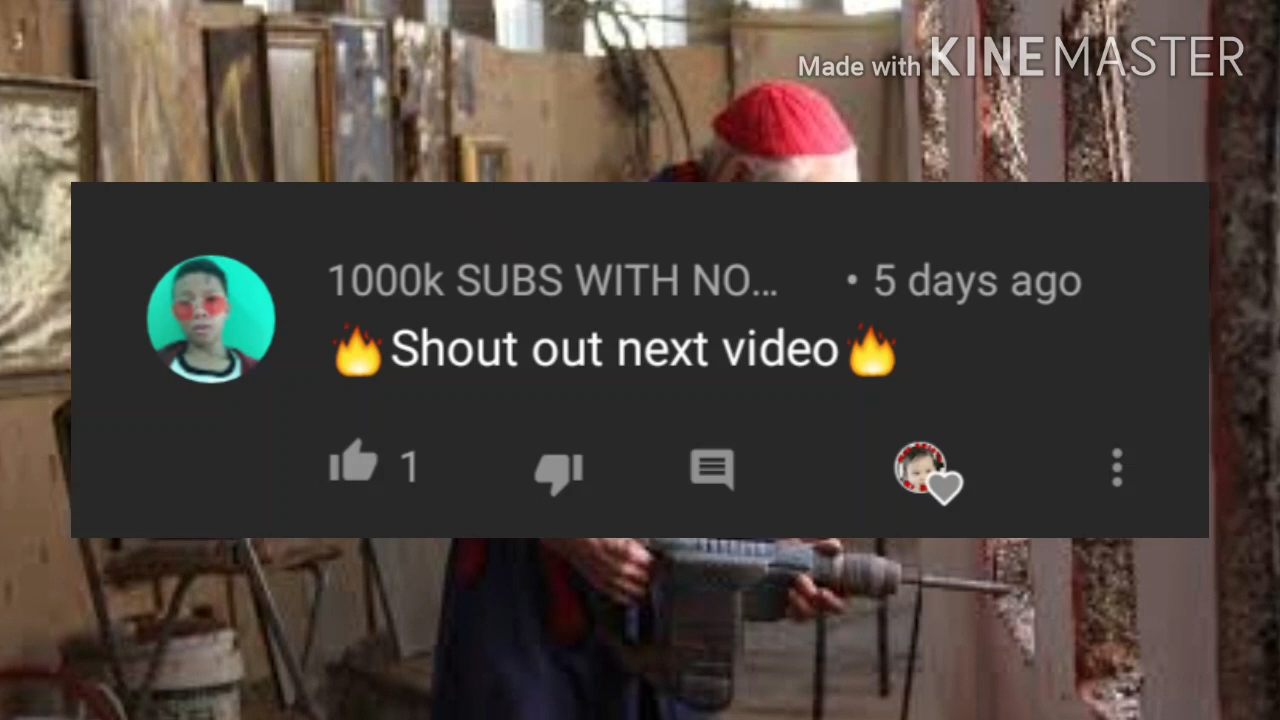 Made with KINEMASTER
1000k SUBS WITH NO... • 5 days ago
🔥Shout out next video🔥
1